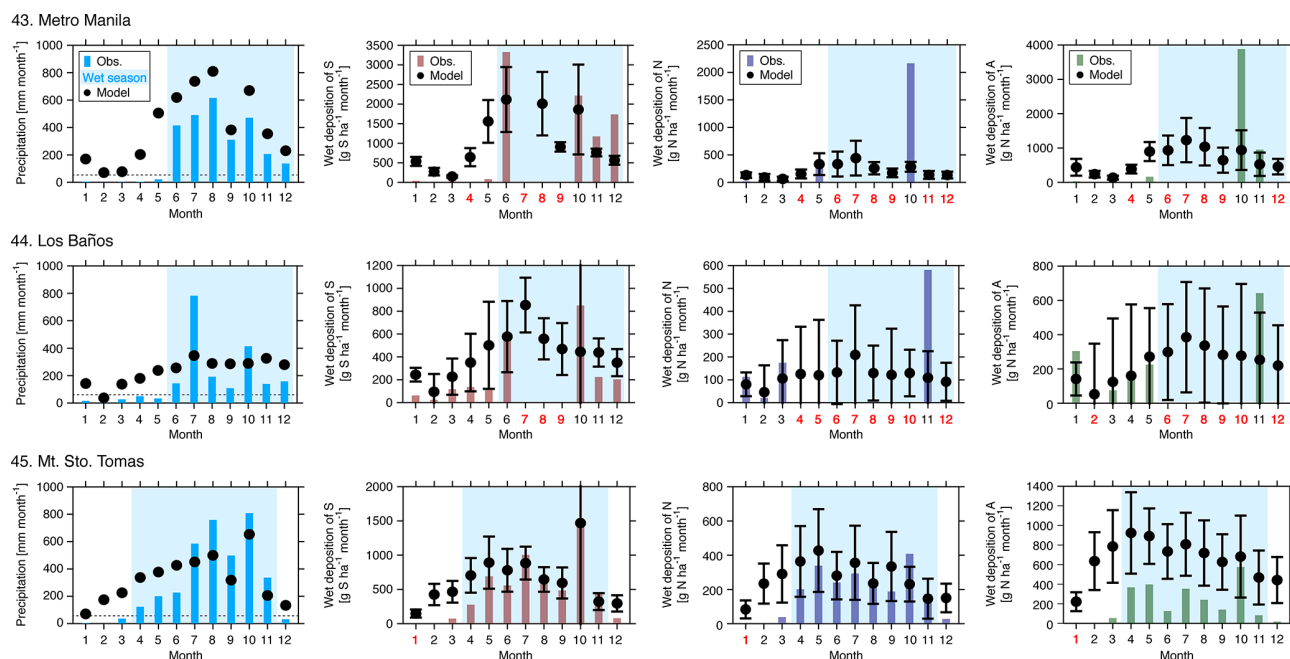 43. Metro Manila
Precipitation [mm month⁻¹]
1000
800
600
400
200
0
Obs.
Wet season
Model
1 2 3 4 5 6 7 8 9 10 11 12
Month
Wet deposition of S
[g S ha⁻¹ month⁻¹]
3500
3000
2500
2000
1500
1000
500
0
Obs.
Model
1 2 3 4 5 6 7 8 9 10 11 12
Month
Wet deposition of N
[g N ha⁻¹ month⁻¹]
2500
2000
1500
1000
500
0
Obs.
Model
1 2 3 4 5 6 7 8 9 10 11 12
Month
Wet deposition of A
[g N ha⁻¹ month⁻¹]
4000
3000
2000
1000
0
Obs.
Model
1 2 3 4 5 6 7 8 9 10 11 12
Month
44. Los Baños
Precipitation [mm month⁻¹]
1000
800
600
400
200
0
1 2 3 4 5 6 7 8 9 10 11 12
Month
Wet deposition of S
[g S ha⁻¹ month⁻¹]
1200
1000
800
600
400
200
0
1 2 3 4 5 6 7 8 9 10 11 12
Month
Wet deposition of N
[g N ha⁻¹ month⁻¹]
600
500
400
300
200
100
0
1 2 3 4 5 6 7 8 9 10 11 12
Month
Wet deposition of A
[g N ha⁻¹ month⁻¹]
800
600
400
200
0
1 2 3 4 5 6 7 8 9 10 11 12
Month
45. Mt. Sto. Tomas
Precipitation [mm month⁻¹]
1000
800
600
400
200
0
1 2 3 4 5 6 7 8 9 10 11 12
Month
Wet deposition of S
[g S ha⁻¹ month⁻¹]
2000
1500
1000
500
0
1 2 3 4 5 6 7 8 9 10 11 12
Month
Wet deposition of N
[g N ha⁻¹ month⁻¹]
800
600
400
200
0
1 2 3 4 5 6 7 8 9 10 11 12
Month
Wet deposition of A
[g N ha⁻¹ month⁻¹]
1400
1200
1000
800
600
400
200
0
1 2 3 4 5 6 7 8 9 10 11 12
Month